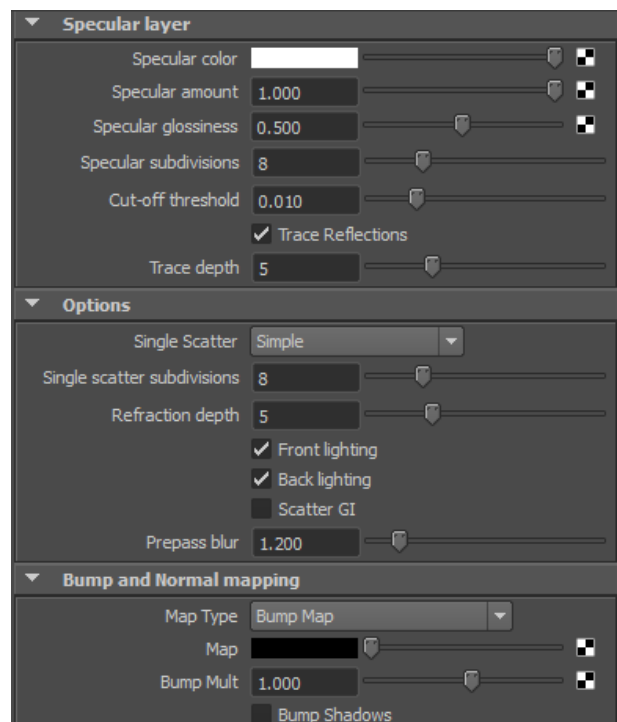 Specular layer
Specular color
Specular amount 1.000
Specular glossiness 0.500
Specular subdivisions 8
Cut-off threshold 0.010
Trace Reflections
Trace depth 5
Options
Single Scatter Simple
Single scatter subdivisions 8
Refraction depth 5
Front lighting
Back lighting
Scatter GI
Prepass blur 1.200
Bump and Normal mapping
Map Type Bump Map
Map
Bump Mult 1.000
Bump Shadows